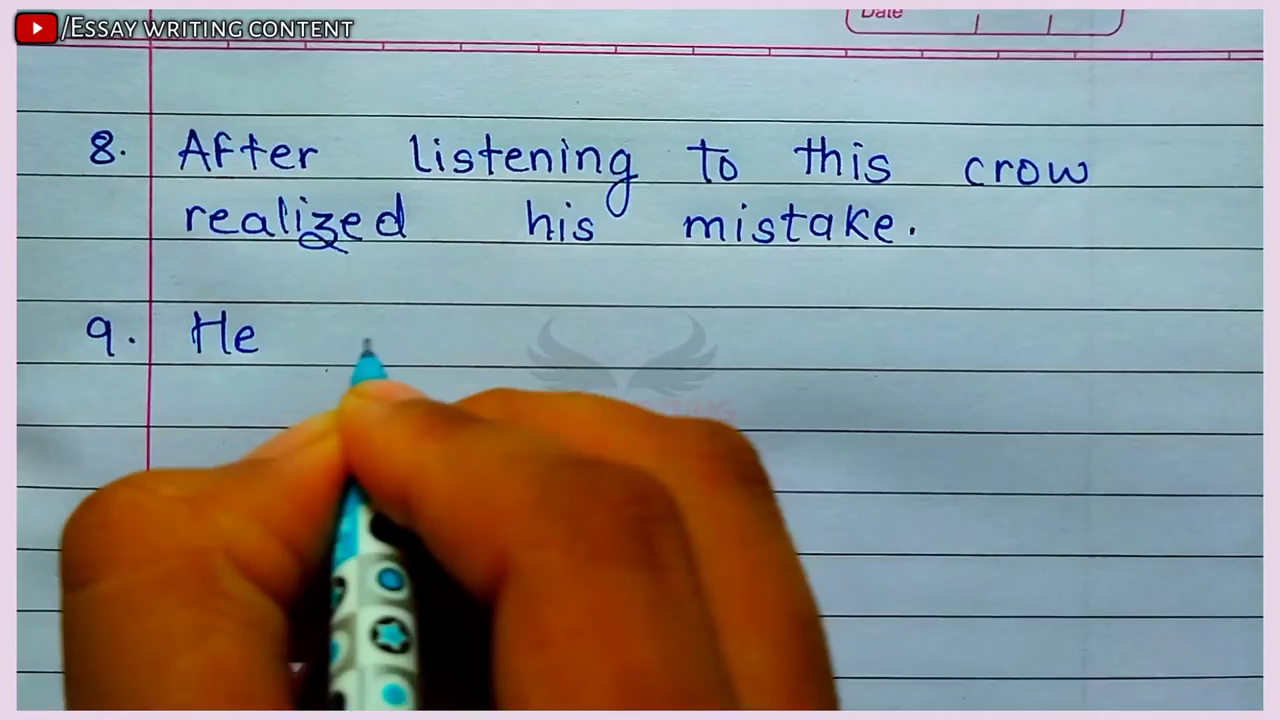 /ESSAY WRITING CONTENT
Date
8. After listening to this crow
realized his mistake.
9. He